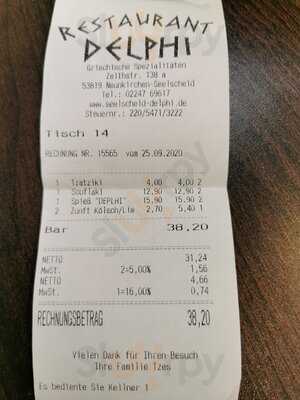 RESTAURANT
DELPHI
Griechische Spezialitäten
Zeithstr. 138 a
53819 Neunkirchen-Seelscheid
Tel.: 02247 69617
www.seelscheid-delphi.de
Steuernr.: 220/5471/3222
Tisch 14
RECHNUNG NR. 15565 vom 25.09.2020
1 Tzatziki 4,00 4,00 2
1 Souflaki 12,90 12,90 2
1 Spieß "DEPLHI" 15,90 15,90 2
2 Zunft Kölsch/Lie 2,70 5,40 1
Bar 38,20
NETTO 31,24
MwSt. 2=5,00% 1,56
NETTO 4,66
MwSt. 1=16,00% 0,74
RECHNUNGSBETRAG 38,20
Vielen Dank für Ihren Besuch
Ihre Familie Tzes
Es bediente Sie Kellner 1